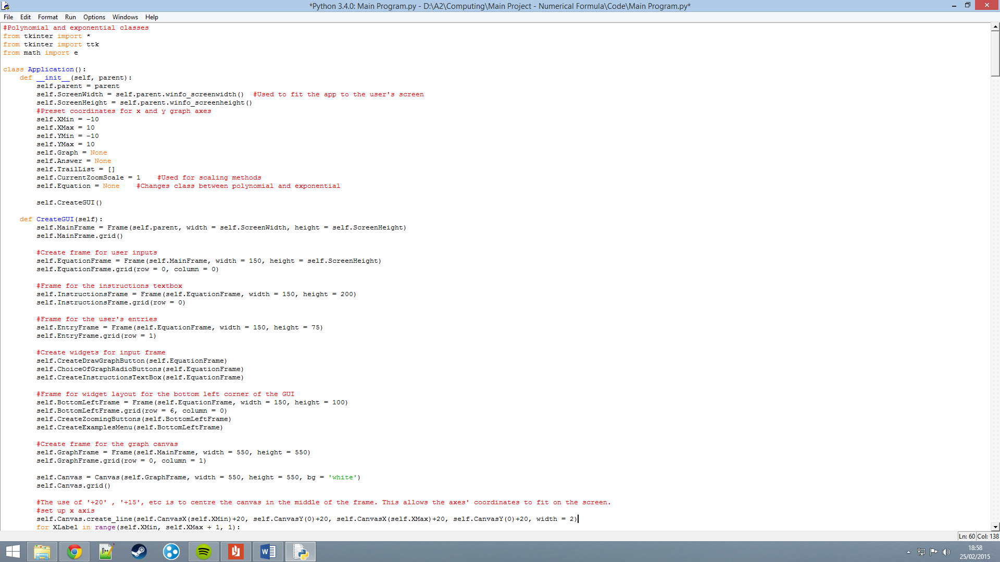 *Python 3.4.0: Main Program.py - D:\A2\Computing\Main Project - Numerical Formula\Code\Main Program.py*
File Edit Format Run Options Windows Help
#Polynomial and exponential classes
from tkinter import *
from tkinter import ttk
from math import e

class Application():
    def __init__(self, parent):
        self.parent = parent
        self.ScreenWidth = self.parent.winfo_screenwidth()  #Used to fit the app to the user's screen
        self.ScreenHeight = self.parent.winfo_screenheight()
        #Preset coordinates for x and y graph axes
        self.XMin = -10
        self.XMax = 10
        self.YMin = -10
        self.YMax = 10
        self.Graph = None
        self.Answer = None
        self.TrailList = []
        self.CurrentZoomScale = 1    #Used for scaling methods
        self.Equation = None    #Changes class between polynomial and exponential

        self.CreateGUI()

    def CreateGUI(self):
        self.MainFrame = Frame(self.parent, width = self.ScreenWidth, height = self.ScreenHeight)
        self.MainFrame.grid()

        #Create frame for user inputs
        self.EquationFrame = Frame(self.MainFrame, width = 150, height = self.ScreenHeight)
        self.EquationFrame.grid(row = 0, column = 0)

        #Frame for the instructions textbox
        self.InstructionsFrame = Frame(self.EquationFrame, width = 150, height = 200)
        self.InstructionsFrame.grid(row = 0)

        #Frame for the user's entries
        self.EntryFrame = Frame(self.EquationFrame, width = 150, height = 75)
        self.EntryFrame.grid(row = 1)

        #Create widgets for input frame
        self.CreateDrawGraphButton(self.EquationFrame)
        self.ChoiceOfGraphRadioButtons(self.EquationFrame)
        self.CreateInstructionsTextBox(self.EquationFrame)

        #Frame for widget layout for the bottom left corner of the GUI
        self.BottomLeftFrame = Frame(self.EquationFrame, width = 150, height = 100)
        self.BottomLeftFrame.grid(row = 6, column = 0)
        self.CreateZoomingButtons(self.BottomLeftFrame)
        self.CreateExamplesMenu(self.BottomLeftFrame)

        #Create frame for the graph canvas
        self.GraphFrame = Frame(self.MainFrame, width = 550, height = 550)
        self.GraphFrame.grid(row = 0, column = 1)

        self.Canvas = Canvas(self.GraphFrame, width = 550, height = 550, bg = 'white')
        self.Canvas.grid()

        #The use of '+20' , '+15', etc is to centre the canvas in the middle of the frame. This allows the axes' coordinates to fit on the screen.
        #set up x axis
        self.Canvas.create_line(self.CanvasX(self.XMin)+20, self.CanvasY(0)+20, self.CanvasX(self.XMax)+20, self.CanvasY(0)+20, width = 2)
        for XLabel in range(self.XMin, self.XMax + 1, 1):
Ln: 60 Col: 138
n++
W
18:58
25/02/2015